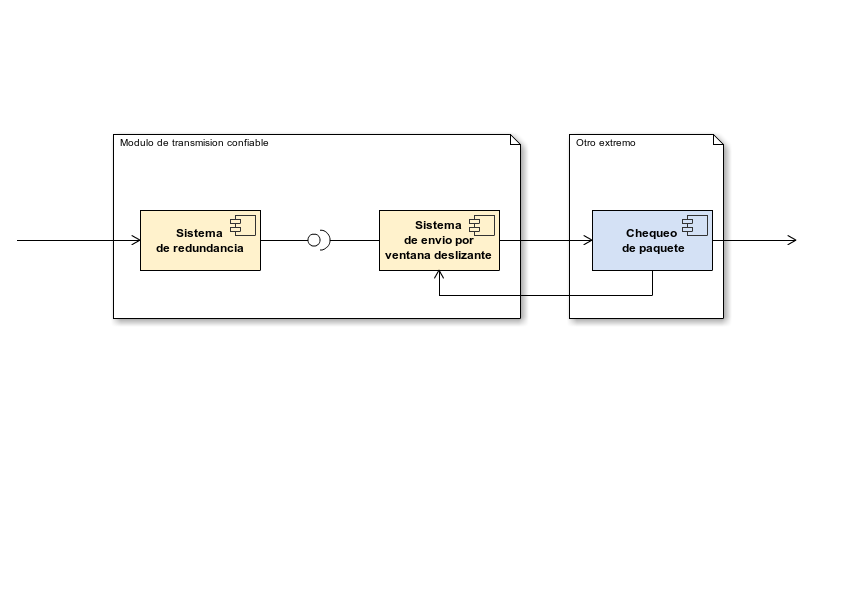 Modulo de transmision confiable
Otro extremo
Sistema
de redundancia
Sistema
de envio por
ventana deslizante
Chequeo
de paquete